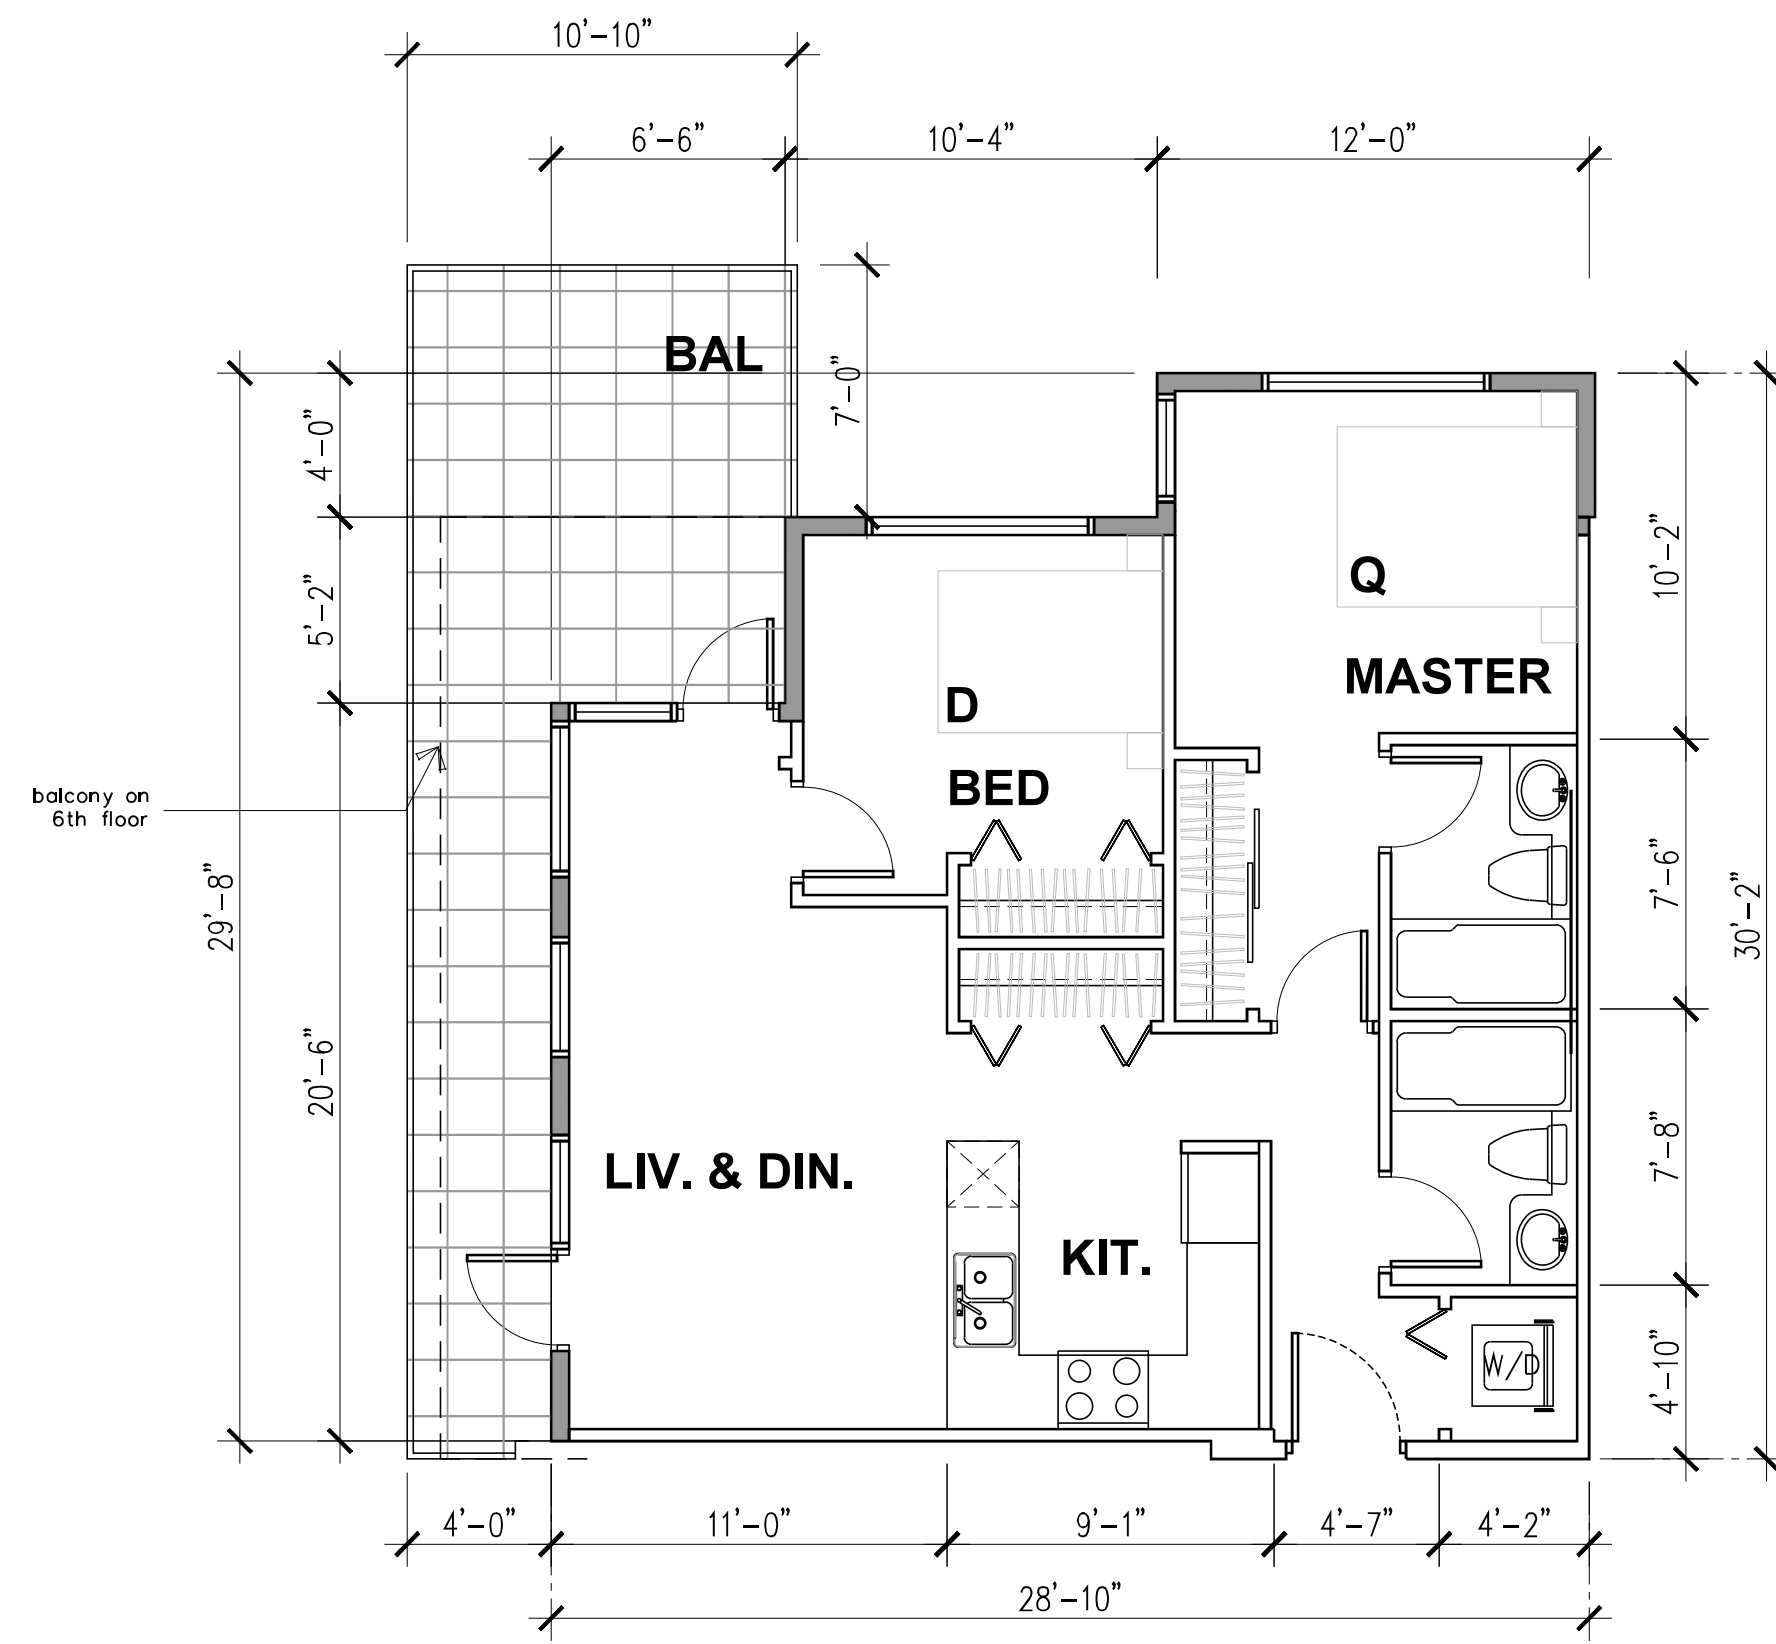 10'-10"
6'-6"
10'-4"
12'-0"
BAL
7'-0"
4'-0"
5'-2"
29'-8"
20'-6"
balcony on
6th floor
Q
MASTER
D
BED
10'-2"
7'-6"
30'-2"
7'-8"
4'-10"
LIV. & DIN.
KIT.
W/D
4'-0"
11'-0"
9'-1"
4'-7"
4'-2"
28'-10"